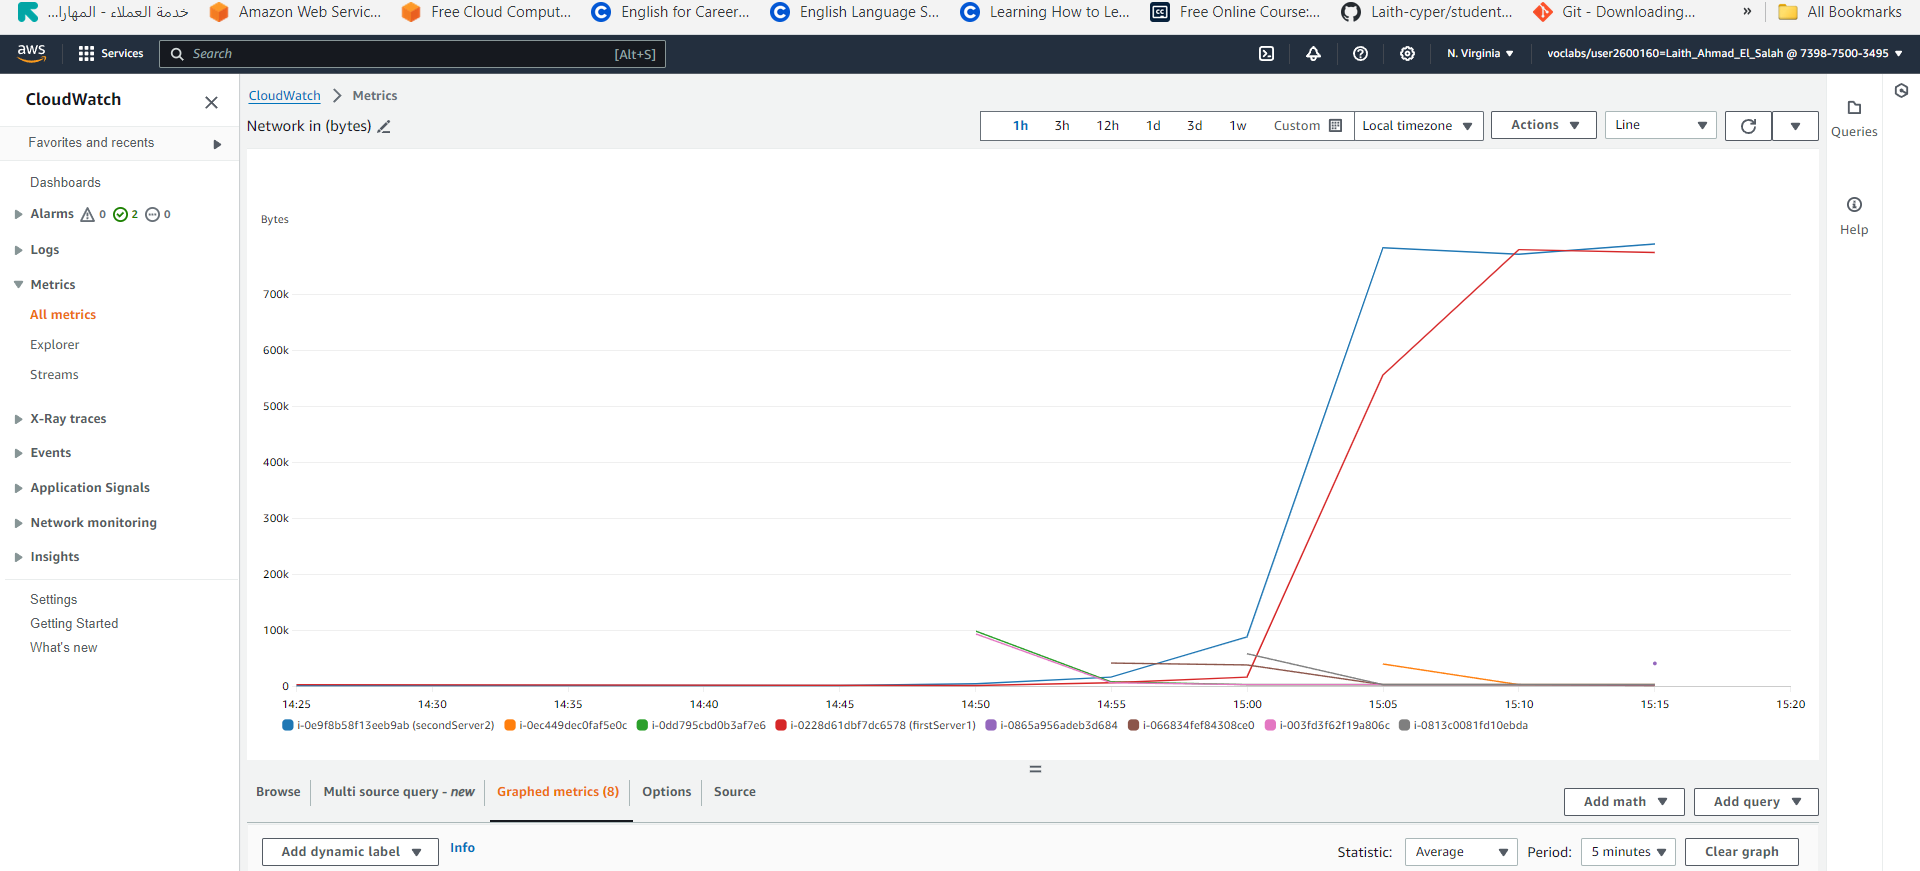 خدمة العملاء - المهارا...
Amazon Web Servic...
Free Cloud Comput...
English for Career...
English Language S...
Learning How to Le...
Free Online Course:...
Laith-cyper/student...
Git - Downloading...
»
All Bookmarks
aws
Services
Search
[Alt+S]
N. Virginia
voclabs/user2600160=Laith_Ahmad_El_Salah @ 7398-7500-3495
CloudWatch
Favorites and recents
Dashboards
Alarms 0 2 0
Logs
Metrics
All metrics
Explorer
Streams
X-Ray traces
Events
Application Signals
Network monitoring
Insights
Settings
Getting Started
What's new
CloudWatch > Metrics
Network in (bytes)
1h 3h 12h 1d 3d 1w Custom
Local timezone
Actions
Line
Queries
Help
Bytes
700k
600k
500k
400k
300k
200k
100k
0
14:25 14:30 14:35 14:40 14:45 14:50 14:55 15:00 15:05 15:10 15:15 15:20
i-0e9f8b58f13eeb9ab (secondServer2) i-0ec449dec0faf5e0c i-0dd795cbd0b3af7e6 i-0228d61dbf7dc6578 (firstServer1) i-0865a956adeb3d684 i-066834fef84308ce0 i-003fd3f62f19a806c i-0813c0081fd10ebda
Browse
Multi source query - new
Graphed metrics (8)
Options
Source
Add math
Add query
Add dynamic label
Info
Statistic: Average
Period: 5 minutes
Clear graph